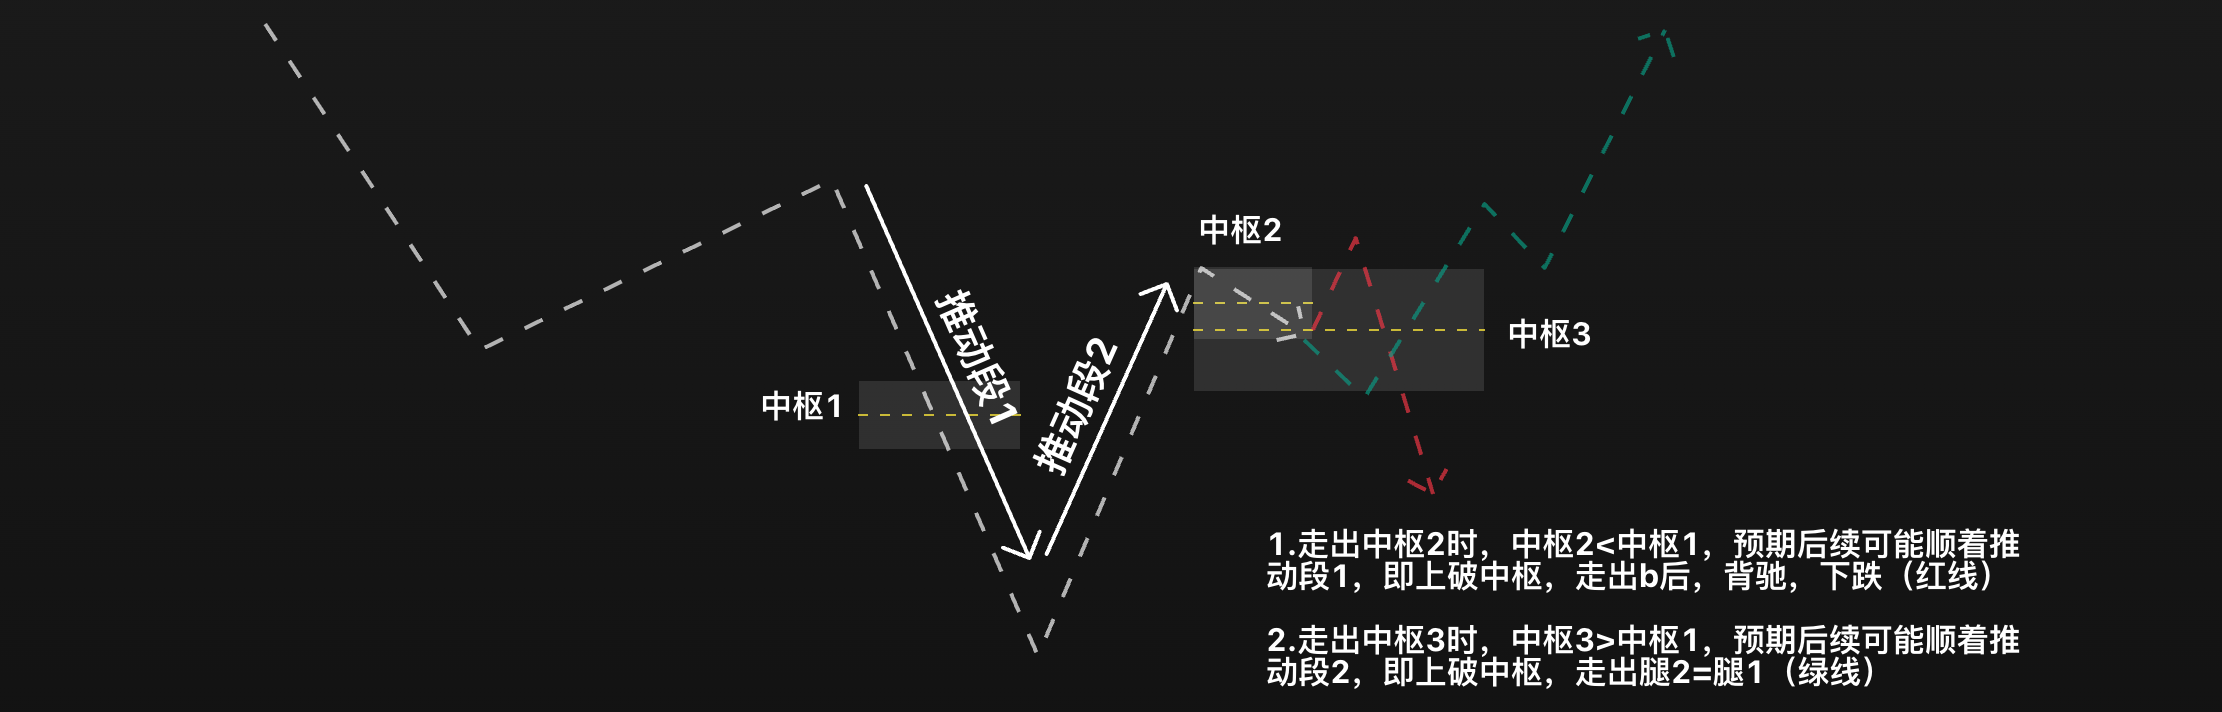 中枢2
推动段1
中枢3
推动段2
中枢1
1.走出中枢2时，中枢2<中枢1，预期后续可能顺着推
动段1，即上破中枢，走出b后，背驰，下跌（红线）
2.走出中枢3时，中枢3>中枢1，预期后续可能顺着推
动段2，即上破中枢，走出腿2=腿1（绿线）